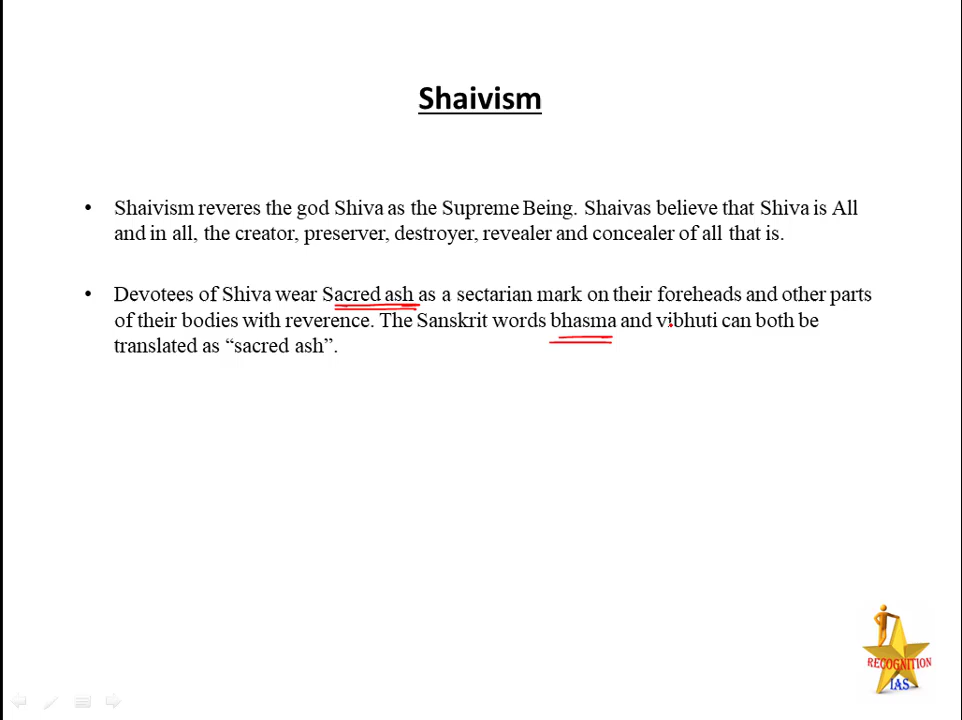 Shaivism
• Shaivism reveres the god Shiva as the Supreme Being. Shaivas believe that Shiva is All
and in all, the creator, preserver, destroyer, revealer and concealer of all that is.
• Devotees of Shiva wear Sacred ash as a sectarian mark on their foreheads and other parts
of their bodies with reverence. The Sanskrit words bhasma and vibhuti can both be
translated as “sacred ash”.
RECOGNITION
IAS